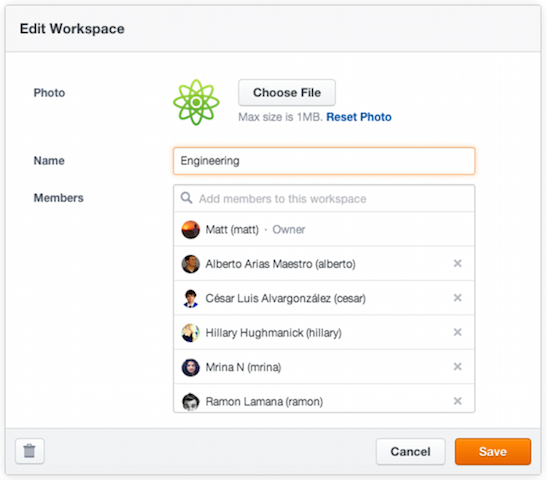 Edit Workspace
Photo
Choose File
Max size is 1MB. Reset Photo
Name
Engineering
Members
Add members to this workspace
Matt (matt) · Owner
Alberto Arias Maestro (alberto)
César Luis Alvargonzález (cesar)
Hillary Hughmanick (hillary)
Mrina N (mrina)
Ramon Lamana (ramon)
Cancel
Save